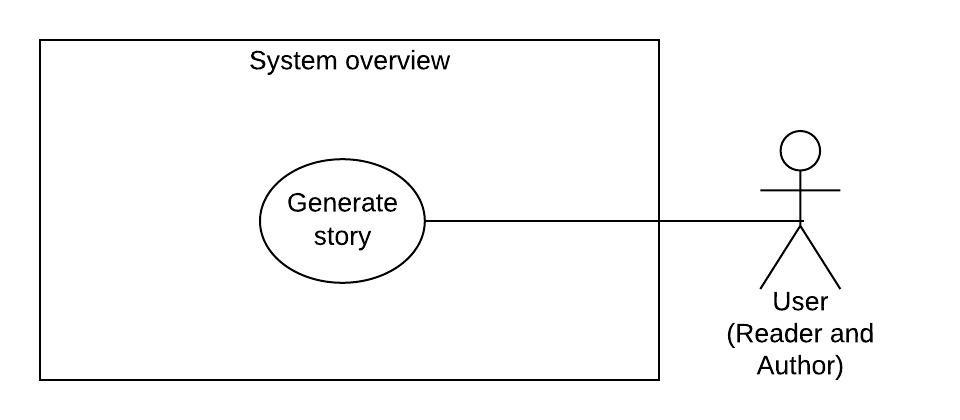 System overview
Generate
story
User
(Reader and
Author)